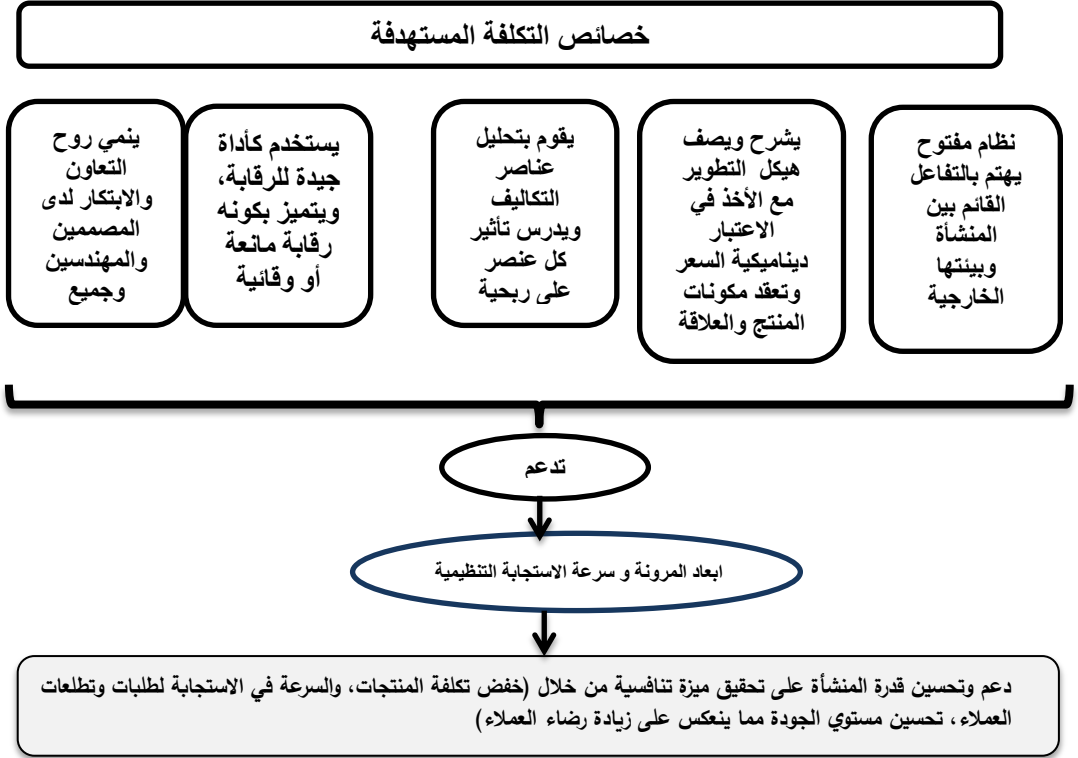 خصائص التكلفة المستهدفة
نظام مفتوح
يهتم بالتفاعل
القائم بين
المنشأة
وبيئتها
الخارجية
يشرح ويصف
هيكل التطوير
مع الأخذ في
الاعتبار
ديناميكية السعر
وتعقد مكونات
المنتج والعلاقة
يقوم بتحليل
عناصر
التكاليف
ويدرس تأثير
كل عنصر
على ربحية
يستخدم كأداة
جيدة للرقابة،
ويتميز بكونه
رقابة مانعة
أو وقائية
ينمي روح
التعاون
والابتكار لدى
المصممين
والمهندسين
وجميع
تدعم
ابعاد المرونة و سرعة الاستجابة التنظيمية
دعم وتحسين قدرة المنشأة على تحقيق ميزة تنافسية من خلال (خفض تكلفة المنتجات، والسرعة في الاستجابة لطلبات وتطلعات
العملاء، تحسين مستوي الجودة مما ينعكس على زيادة رضاء العملاء)